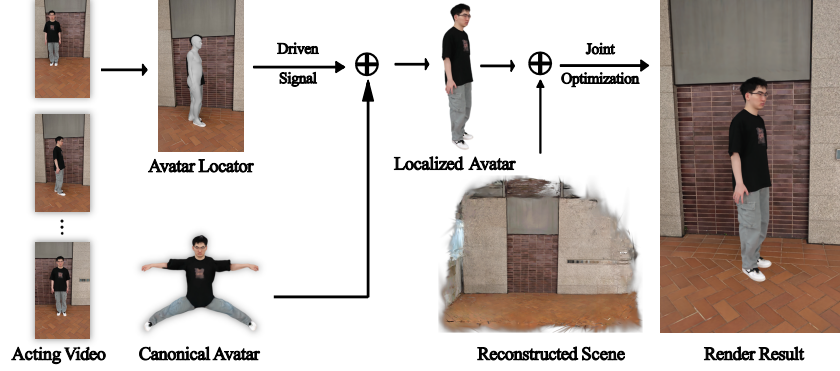 Driven
Signal
Joint
Optimization
Avatar Locator
Localized Avatar
Acting Video
Canonical Avatar
Reconstructed Scene
Render Result